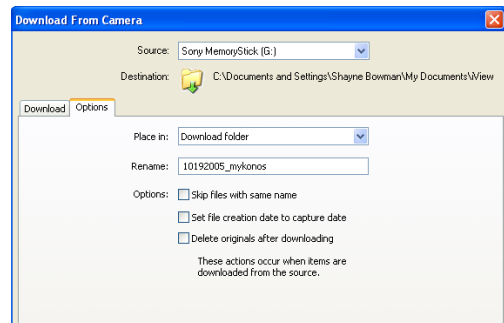 Download From Camera
Source: Sony MemoryStick (G:)
Destination: C:\Documents and Settings\Shayne Bowman\My Documents\iView
Download Options
Place in: Download folder
Rename: 10192005_mykonos
Options: Skip files with same name
Set file creation date to capture date
Delete originals after downloading
These actions occur when items are
downloaded from the source.